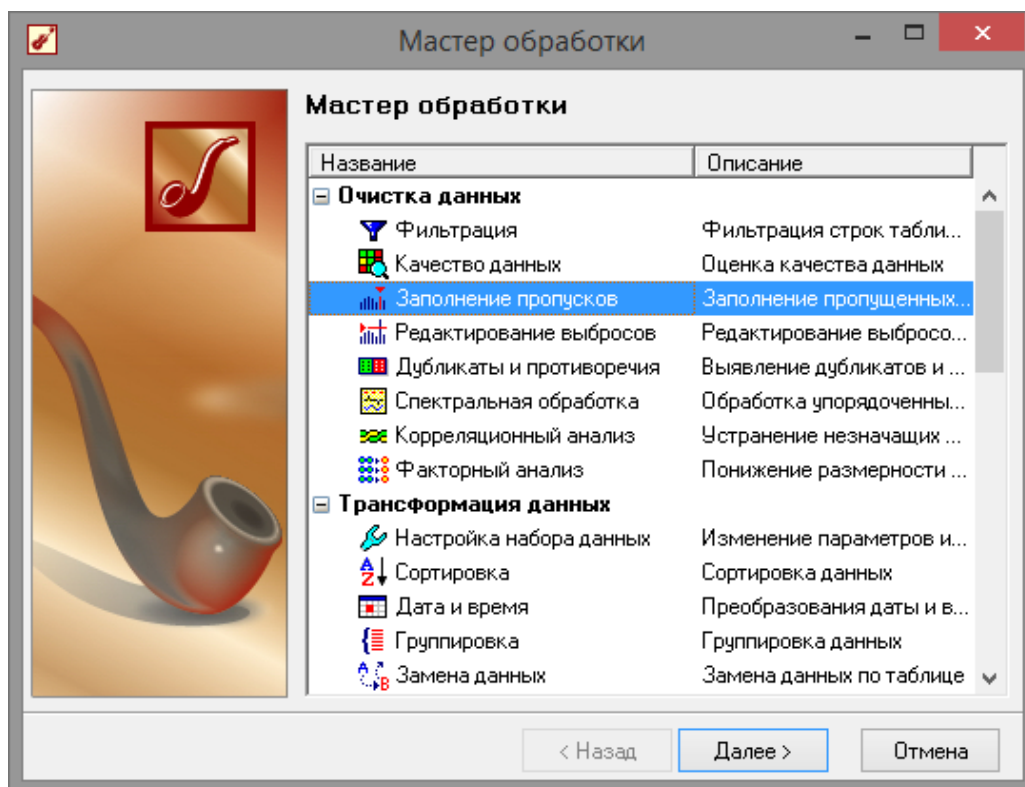 Мастер обработки
Мастер обработки
Название Описание
Очистка данных
Фильтрация Фильтрация строк табли...
Качество данных Оценка качества данных
Заполнение пропусков Заполнение пропущенных...
Редактирование выбросов Редактирование выбросо...
Дубликаты и противоречия Выявление дубликатов и ...
Спектральная обработка Обработка упорядоченны...
Корреляционный анализ Устранение незначащих ...
Факторный анализ Понижение размерности ...
Трансформация данных
Настройка набора данных Изменение параметров и...
Сортировка Сортировка данных
Дата и время Преобразования даты и в...
Группировка Группировка данных
Замена данных Замена данных по таблице
< Назад Далее > Отмена